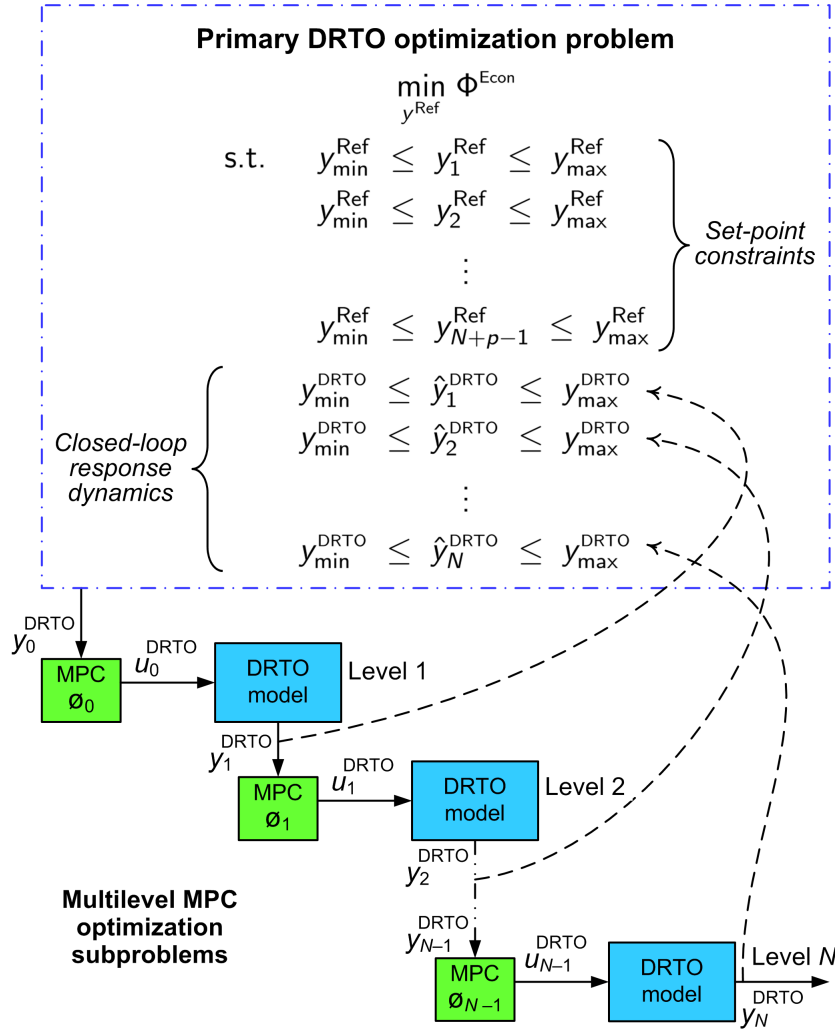 Primary DRTO optimization problem
min Φ^Econ
y^Ref
s.t. y_min^Ref ≤ y_1^Ref ≤ y_max^Ref
y_min^Ref ≤ y_2^Ref ≤ y_max^Ref
⋮
y_min^Ref ≤ y_{N+p−1}^Ref ≤ y_max^Ref
Set-point
constraints
y_min^DRTO ≤ ŷ_1^DRTO ≤ y_max^DRTO
y_min^DRTO ≤ ŷ_2^DRTO ≤ y_max^DRTO
⋮
y_min^DRTO ≤ ŷ_N^DRTO ≤ y_max^DRTO
Closed-loop
response
dynamics
y_0^DRTO
MPC
ø_0
u_0^DRTO
DRTO
model
Level 1
y_1^DRTO
MPC
ø_1
u_1^DRTO
DRTO
model
Level 2
y_2^DRTO
y_{N–1}^DRTO
MPC
ø_{N–1}
u_{N–1}^DRTO
DRTO
model
Level N
y_N^DRTO
Multilevel MPC
optimization
subproblems